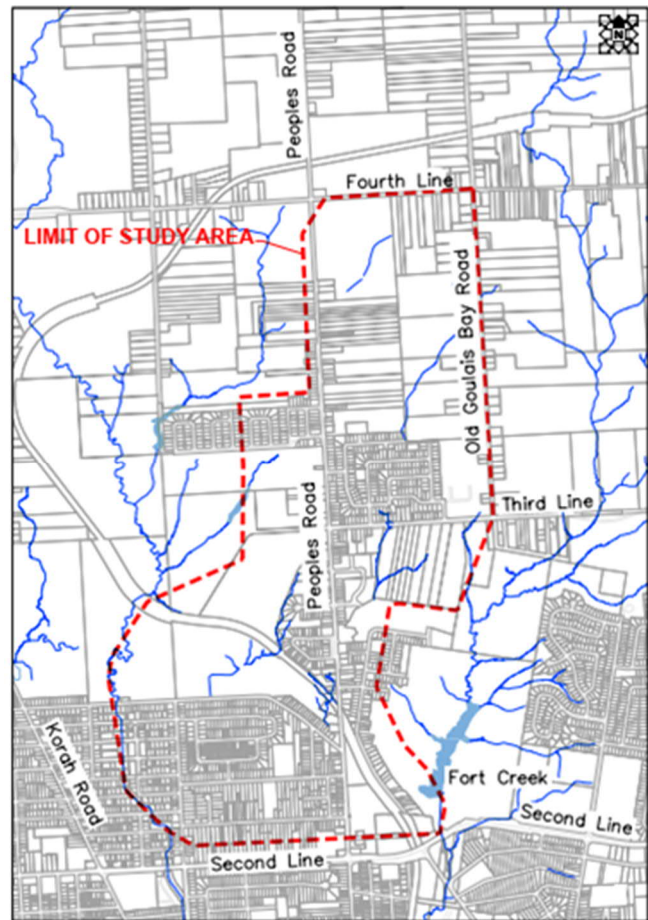 N
Peoples Road
Fourth Line
LIMIT OF STUDY AREA
Old Goulais Bay Road
Third Line
Peoples Road
Korah Road
Fort Creek
Second Line
Second Line